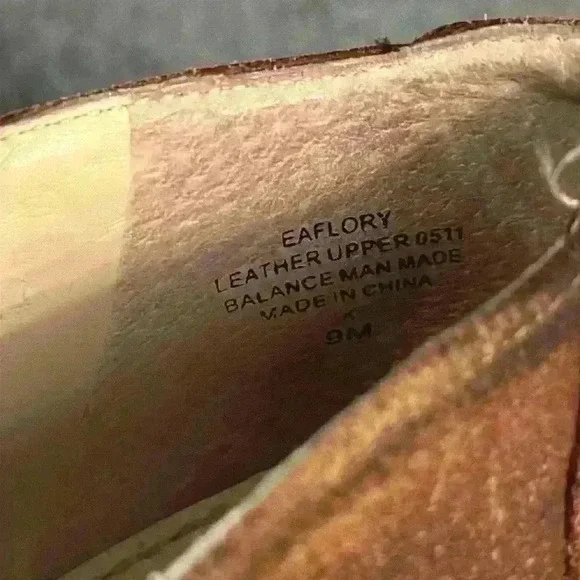 EAFLORY
LEATHER UPPER 0511
BALANCE MAN MADE
MADE IN CHINA
9M